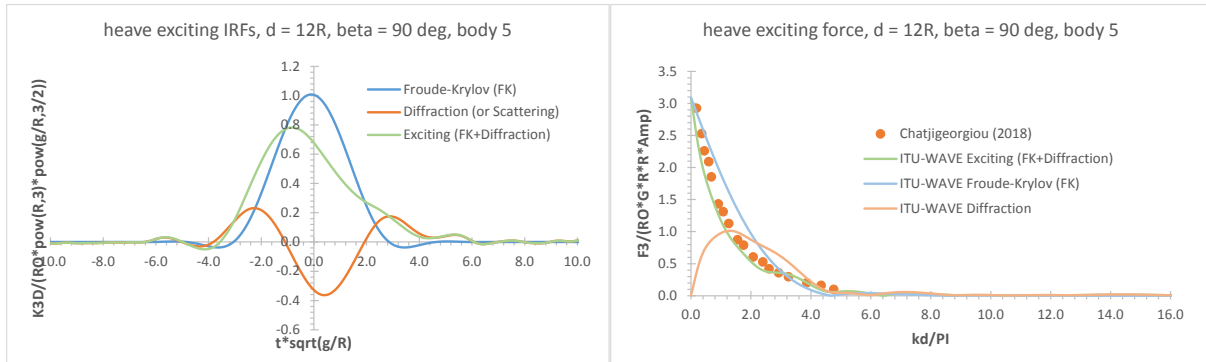 heave exciting IRFs, d = 12R, beta = 90 deg, body 5
K3D/(RO*pow(R,3)*pow(g/R,3/2))
1.2
1.0
0.8
0.6
0.4
0.2
0.0
-0.2
-0.4
-0.6
Froude-Krylov (FK)
Diffraction (or Scattering)
Exciting (FK+Diffraction)
-10.0 -8.0 -6.0 -4.0 -2.0 0.0 2.0 4.0 6.0 8.0 10.0
t*sqrt(g/R)
heave exciting force, d = 12R, beta = 90 deg, body 5
F3/(RO*G*R*R*Amp)
3.5
3.0
2.5
2.0
1.5
1.0
0.5
0.0
Chatjigeorgiou (2018)
ITU-WAVE Exciting (FK+Diffraction)
ITU-WAVE Froude-Krylov (FK)
ITU-WAVE Diffraction
0.0 2.0 4.0 6.0 8.0 10.0 12.0 14.0 16.0
kd/PI